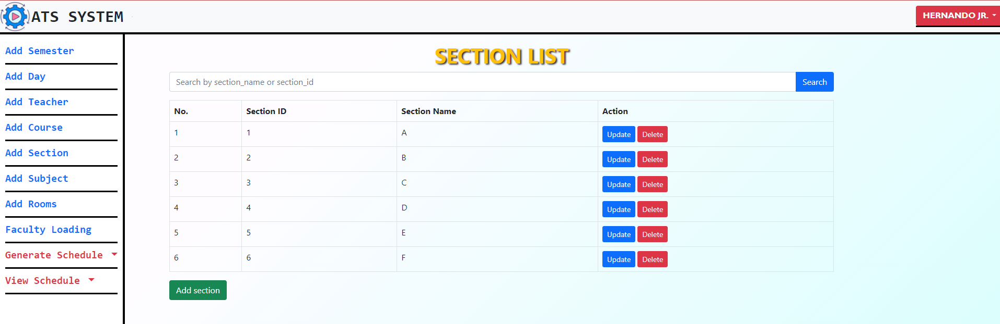 ATS SYSTEM
HERNANDO JR.
Add Semester
Add Day
Add Teacher
Add Course
Add Section
Add Subject
Add Rooms
Faculty Loading
Generate Schedule
View Schedule
SECTION LIST
Search by section_name or section_id
Search
No. Section ID Section Name Action
1 1 A Update Delete
2 2 B Update Delete
3 3 C Update Delete
4 4 D Update Delete
5 5 E Update Delete
6 6 F Update Delete
Add section